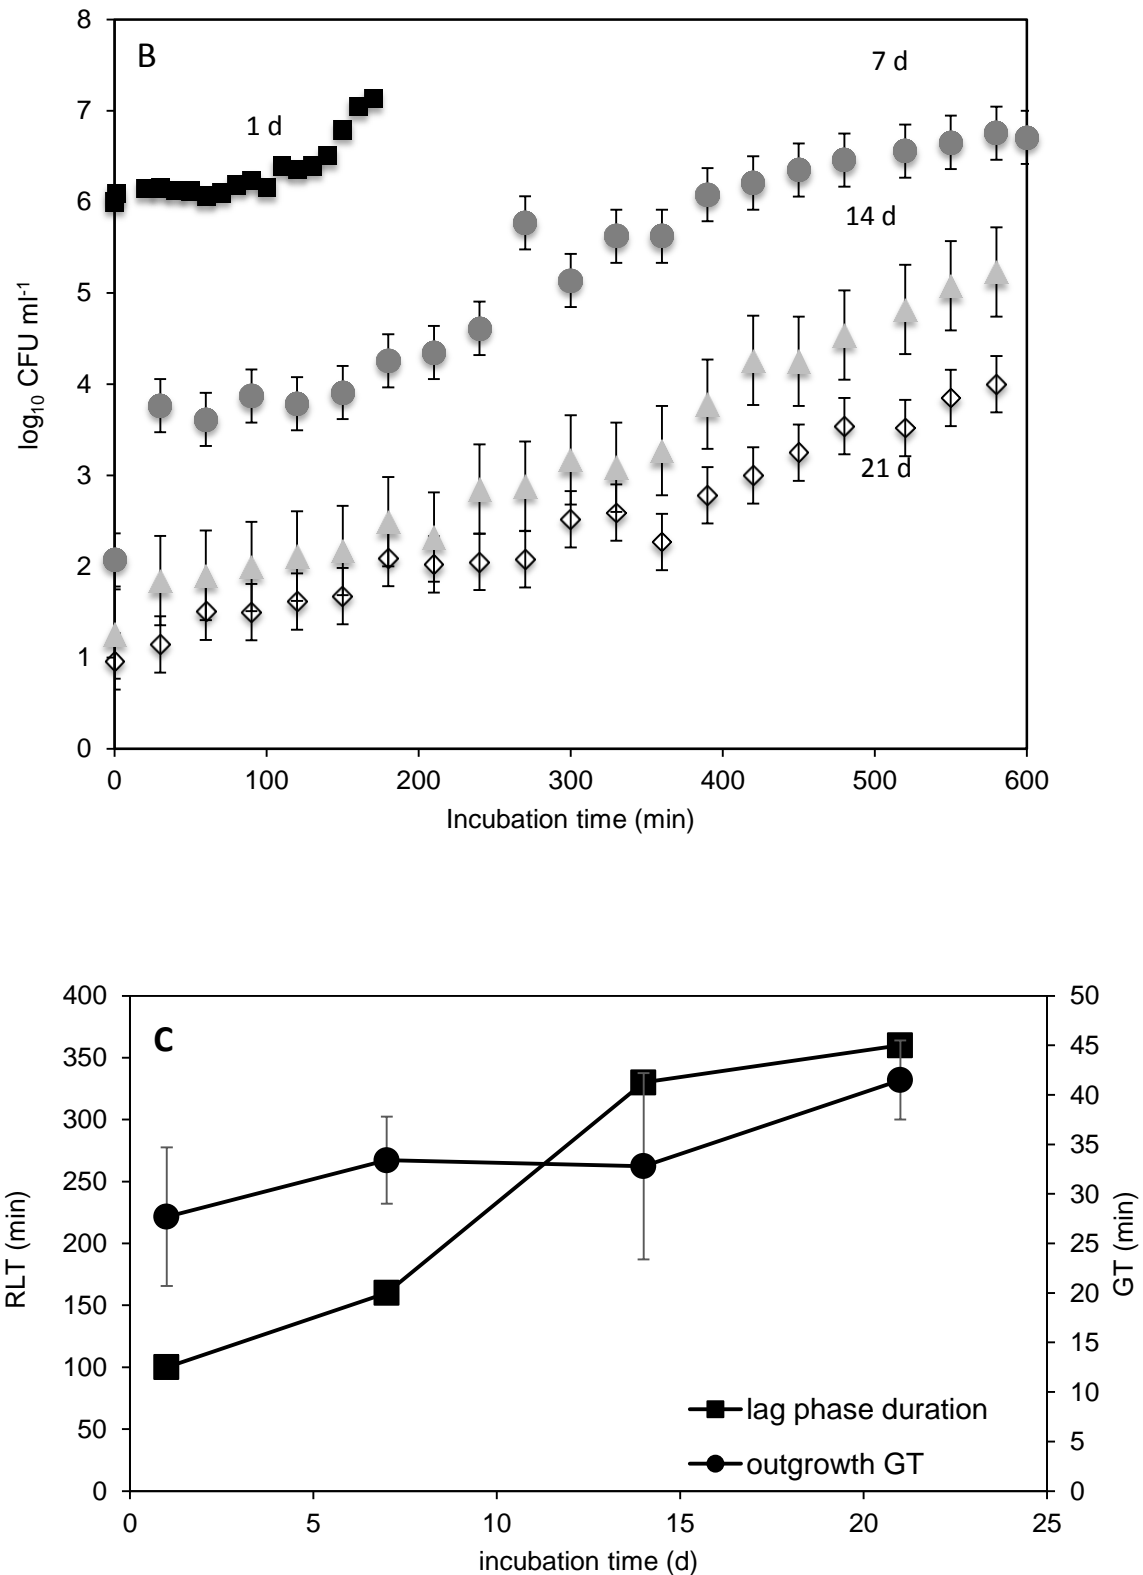 8
B
7 d
7
1 d
6
14 d
5
log10 CFU ml-1
4
3
21 d
2
1
0
0 100 200 300 400 500 600
Incubation time (min)
400 50
C
350 45
40
300
35
250
30
RLT (min)
200 25
GT (min)
150 20
15
100
lag phase duration
10
50
5
outgrowth GT
0 0
0 5 10 15 20 25
incubation time (d)